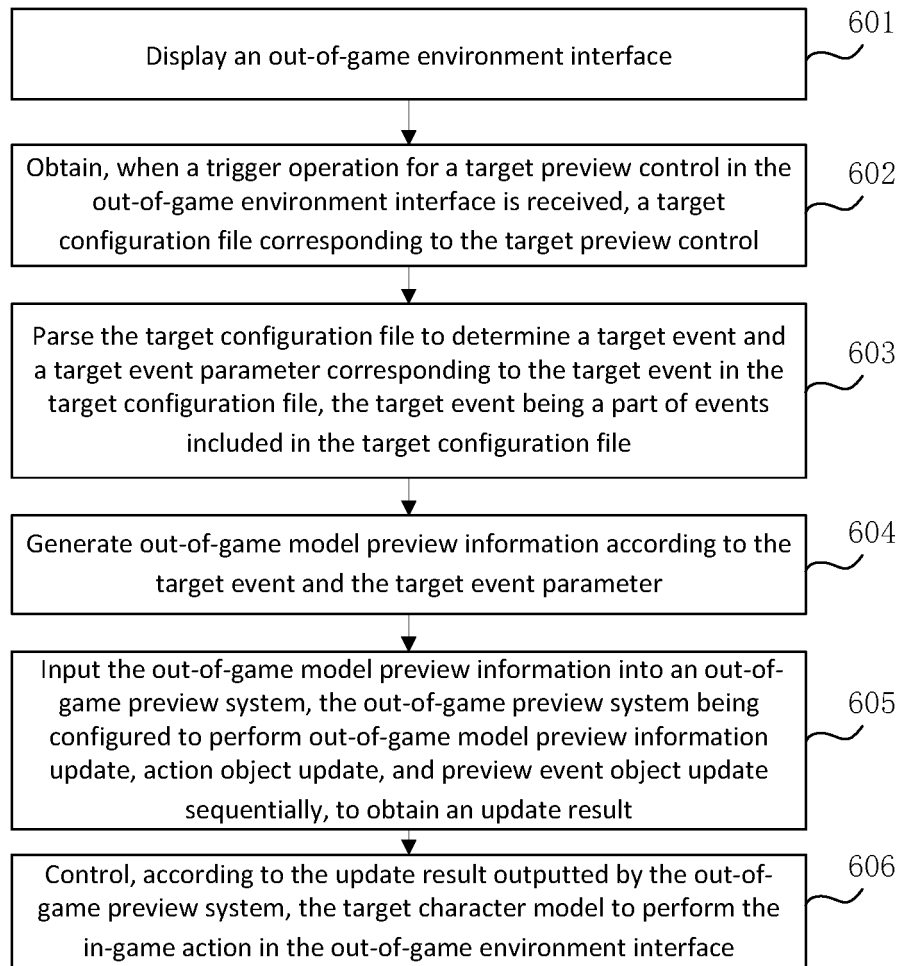 601
Display an out-of-game environment interface
602
Obtain, when a trigger operation for a target preview control in the
out-of-game environment interface is received, a target
configuration file corresponding to the target preview control
603
Parse the target configuration file to determine a target event and
a target event parameter corresponding to the target event in the
target configuration file, the target event being a part of events
included in the target configuration file
604
Generate out-of-game model preview information according to the
target event and the target event parameter
605
Input the out-of-game model preview information into an out-of-
game preview system, the out-of-game preview system being
configured to perform out-of-game model preview information
update, action object update, and preview event object update
sequentially, to obtain an update result
606
Control, according to the update result outputted by the out-of-
game preview system, the target character model to perform the
in-game action in the out-of-game environment interface